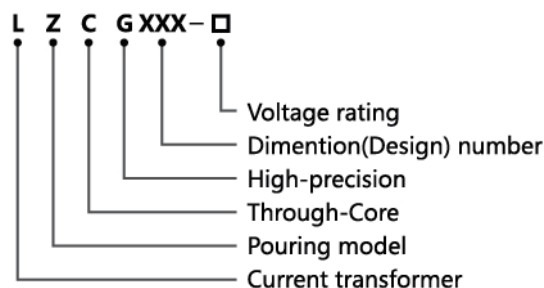 L Z C G XXX-□
Voltage rating
Dimention(Design) number
High-precision
Through-Core
Pouring model
Current transformer